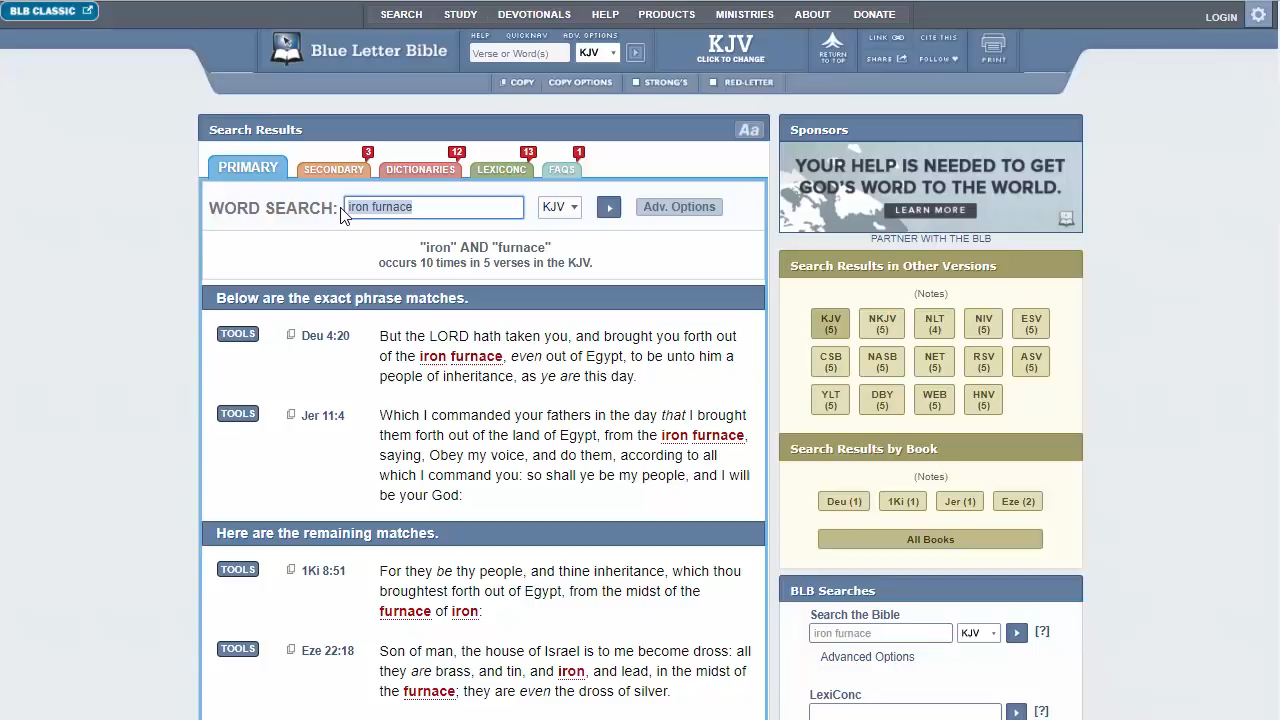 BLB CLASSIC
SEARCH STUDY DEVOTIONALS HELP PRODUCTS MINISTRIES ABOUT DONATE
LOGIN
Blue Letter Bible
HELP QUICKNAV ADV. OPTIONS
Verse or Word(s) KJV
KJV
CLICK TO CHANGE
RETURN
TO TOP
LINK CITE THIS
SHARE FOLLOW
PRINT
COPY COPY OPTIONS STRONG'S RED-LETTER
Search Results Aa
PRIMARY SECONDARY 3 DICTIONARIES 12 LEXICONC 13 FAQS 1
WORD SEARCH: iron furnace KJV Adv. Options
"iron" AND "furnace"
occurs 10 times in 5 verses in the KJV.
Below are the exact phrase matches.
TOOLS Deu 4:20 But the LORD hath taken you, and brought you forth out
of the iron furnace, even out of Egypt, to be unto him a
people of inheritance, as ye are this day.
TOOLS Jer 11:4 Which I commanded your fathers in the day that I brought
them forth out of the land of Egypt, from the iron furnace,
saying, Obey my voice, and do them, according to all
which I command you: so shall ye be my people, and I will
be your God:
Here are the remaining matches.
TOOLS 1Ki 8:51 For they be thy people, and thine inheritance, which thou
broughtest forth out of Egypt, from the midst of the
furnace of iron:
TOOLS Eze 22:18 Son of man, the house of Israel is to me become dross: all
they are brass, and tin, and iron, and lead, in the midst of
the furnace; they are even the dross of silver.
Sponsors
YOUR HELP IS NEEDED TO GET
GOD'S WORD TO THE WORLD.
LEARN MORE
PARTNER WITH THE BLB
Search Results in Other Versions
(Notes)
KJV (5) NKJV (5) NLT (4) NIV (5) ESV (5)
CSB (5) NASB (5) NET (5) RSV (5) ASV (5)
YLT (5) DBY (5) WEB (5) HNV (5)
Search Results by Book
(Notes)
Deu (1) 1Ki (1) Jer (1) Eze (2)
All Books
BLB Searches
Search the Bible
iron furnace KJV [?]
Advanced Options
LexiConc
[?]